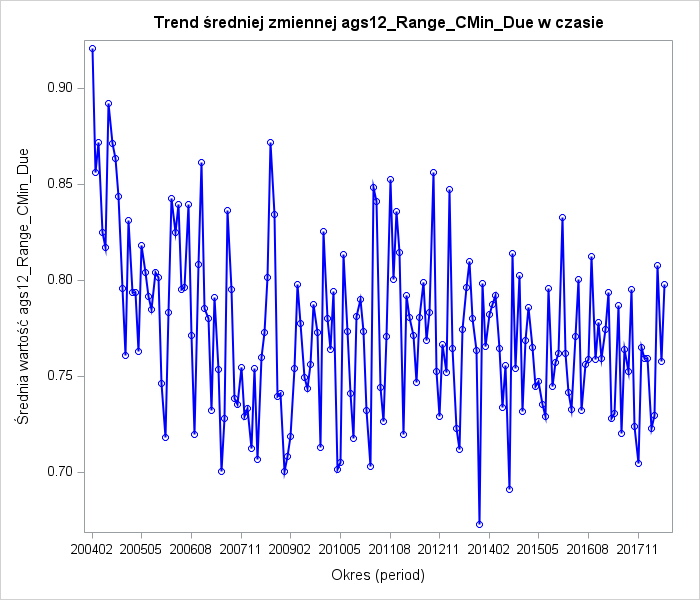 Trend średniej zmiennej ags12_Range_CMin_Due w czasie
Średnia wartość ags12_Range_CMin_Due
0.90
0.85
0.80
0.75
0.70
200402 200505 200608 200711 200902 201005 201108 201211 201402 201505 201608 201711
Okres (period)